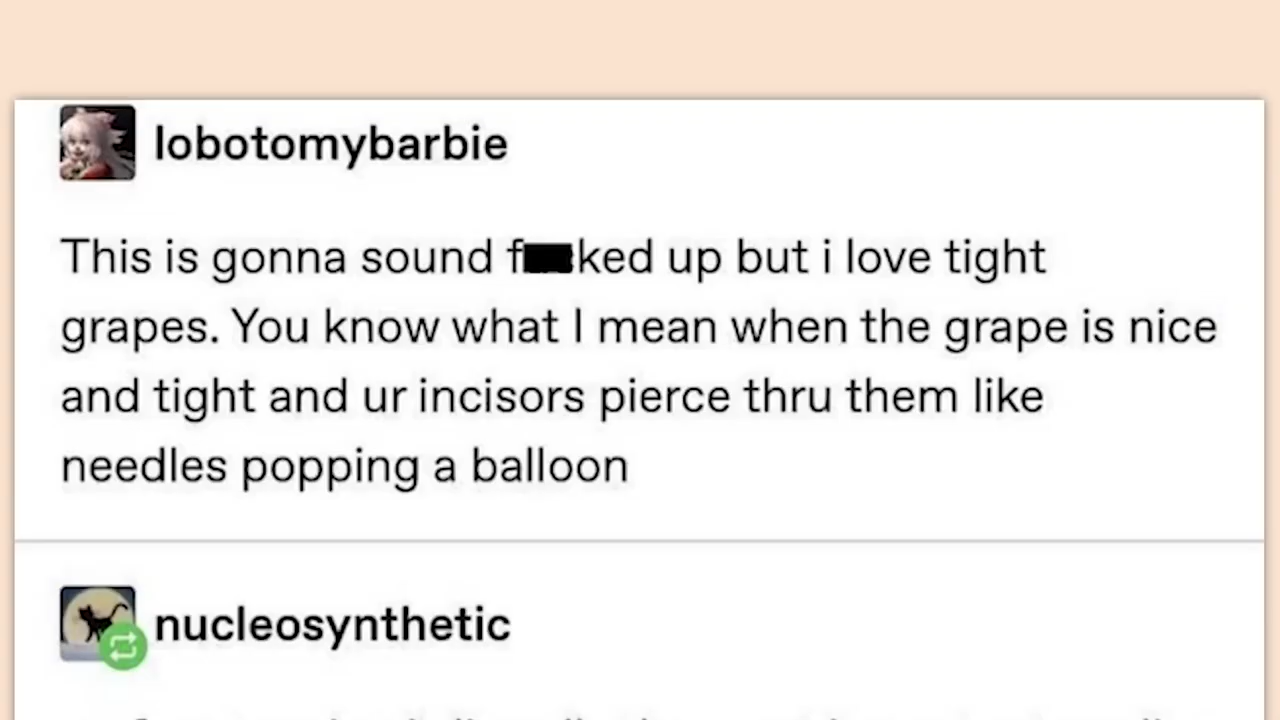 lobotomybarbie
This is gonna sound f██ked up but i love tight
grapes. You know what I mean when the grape is nice
and tight and ur incisors pierce thru them like
needles popping a balloon
nucleosynthetic